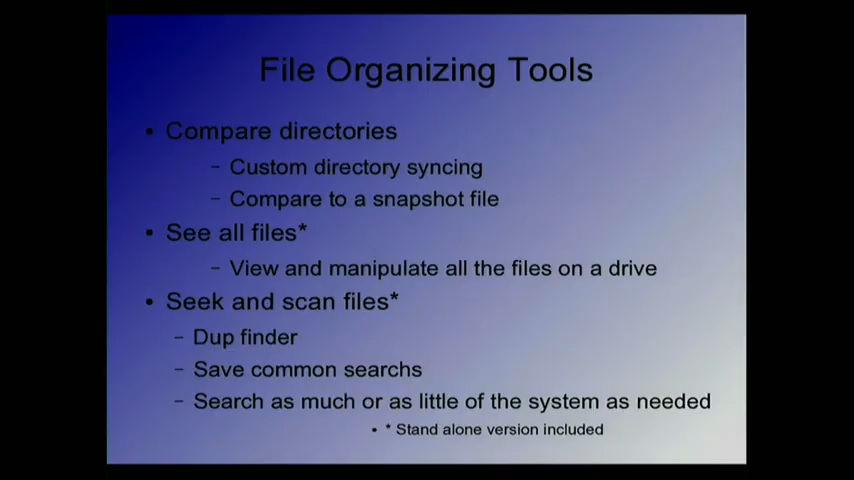 File Organizing Tools
• Compare directories
– Custom directory syncing
– Compare to a snapshot file
• See all files*
– View and manipulate all the files on a drive
• Seek and scan files*
– Dup finder
– Save common searchs
– Search as much or as little of the system as needed
• * Stand alone version included